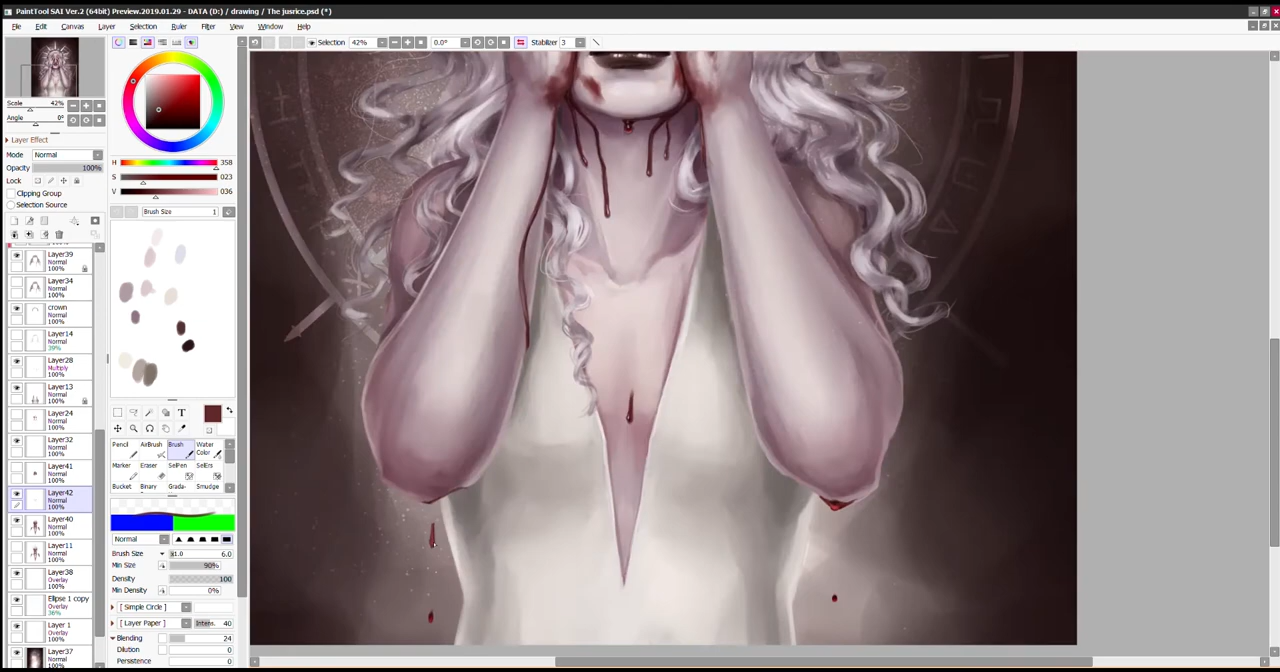 PaintTool SAI Ver.2 (64bit) Preview.2019.01.29 - DATA (D:) / drawing / The jusrice.psd (*)
File Edit Canvas Layer Selection Ruler Filter View Window Help
Selection 42% 0.0° Stabilizer 3
Scale 42%
Angle 0°
Layer Effect
Mode Normal
Opacity 100%
Lock
Clipping Group
Selection Source
Layer39
Normal
100%
Layer34
Normal
100%
crown
Normal
100%
Layer14
Normal
39%
Layer28
Multiply
100%
Layer13
Normal
100%
Layer24
Normal
100%
Layer32
Normal
100%
Layer41
Normal
100%
Layer42
Normal
100%
Layer40
Normal
100%
Layer11
Normal
100%
Layer38
Overlay
100%
Ellipse 1 copy
Overlay
36%
Layer 1
Overlay
100%
Layer37
Normal
100%
H 358
S 023
V 036
Brush Size 1
T
Pencil AirBrush Brush Water Color
Marker Eraser SelPen SelErs
Bucket Binary Grada- Smudge
Normal
Brush Size x1.0 6.0
Min Size 90%
Density 100
Min Density 0%
[ Simple Circle ]
[ Layer Paper ] Intens. 40
Blending 24
Dilution 0
Persistence 0